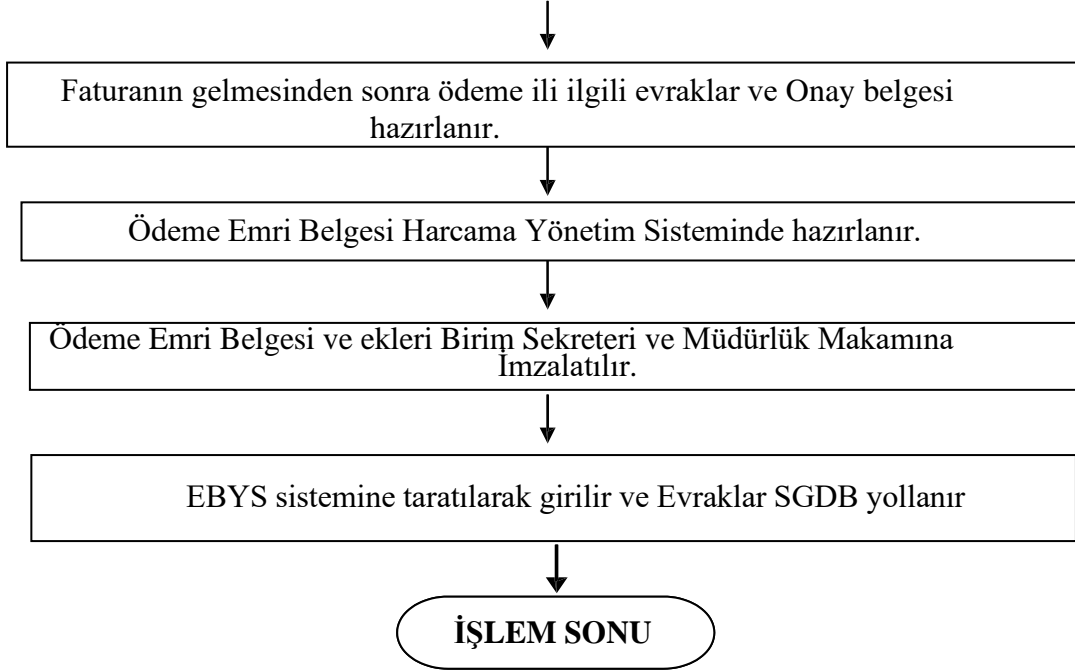 Faturanın gelmesinden sonra ödeme ili ilgili evraklar ve Onay belgesi
hazırlanır.
Ödeme Emri Belgesi Harcama Yönetim Sisteminde hazırlanır.
Ödeme Emri Belgesi ve ekleri Birim Sekreteri ve Müdürlük Makamına
İmzalatılır.
EBYS sistemine taratılarak girilir ve Evraklar SGDB yollanır
İŞLEM SONU